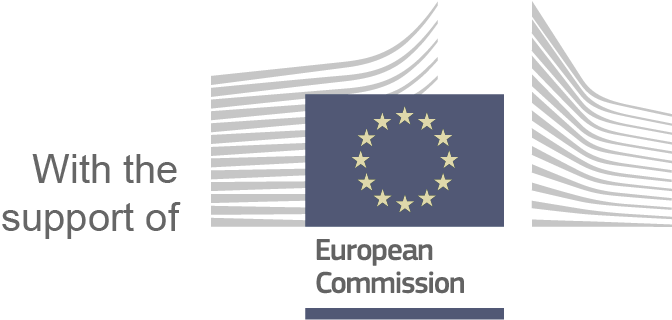 With the
support of
European
Commission